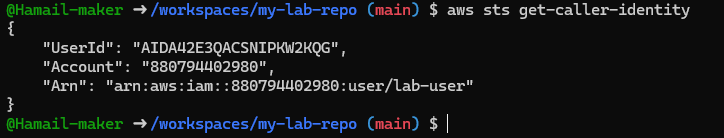 @Hamail-maker ➜/workspaces/my-lab-repo (main) $ aws sts get-caller-identity
{
    "UserId": "AIDA42E3QACSNIPKW2KQG",
    "Account": "880794402980",
    "Arn": "arn:aws:iam::880794402980:user/lab-user"
}
@Hamail-maker ➜/workspaces/my-lab-repo (main) $